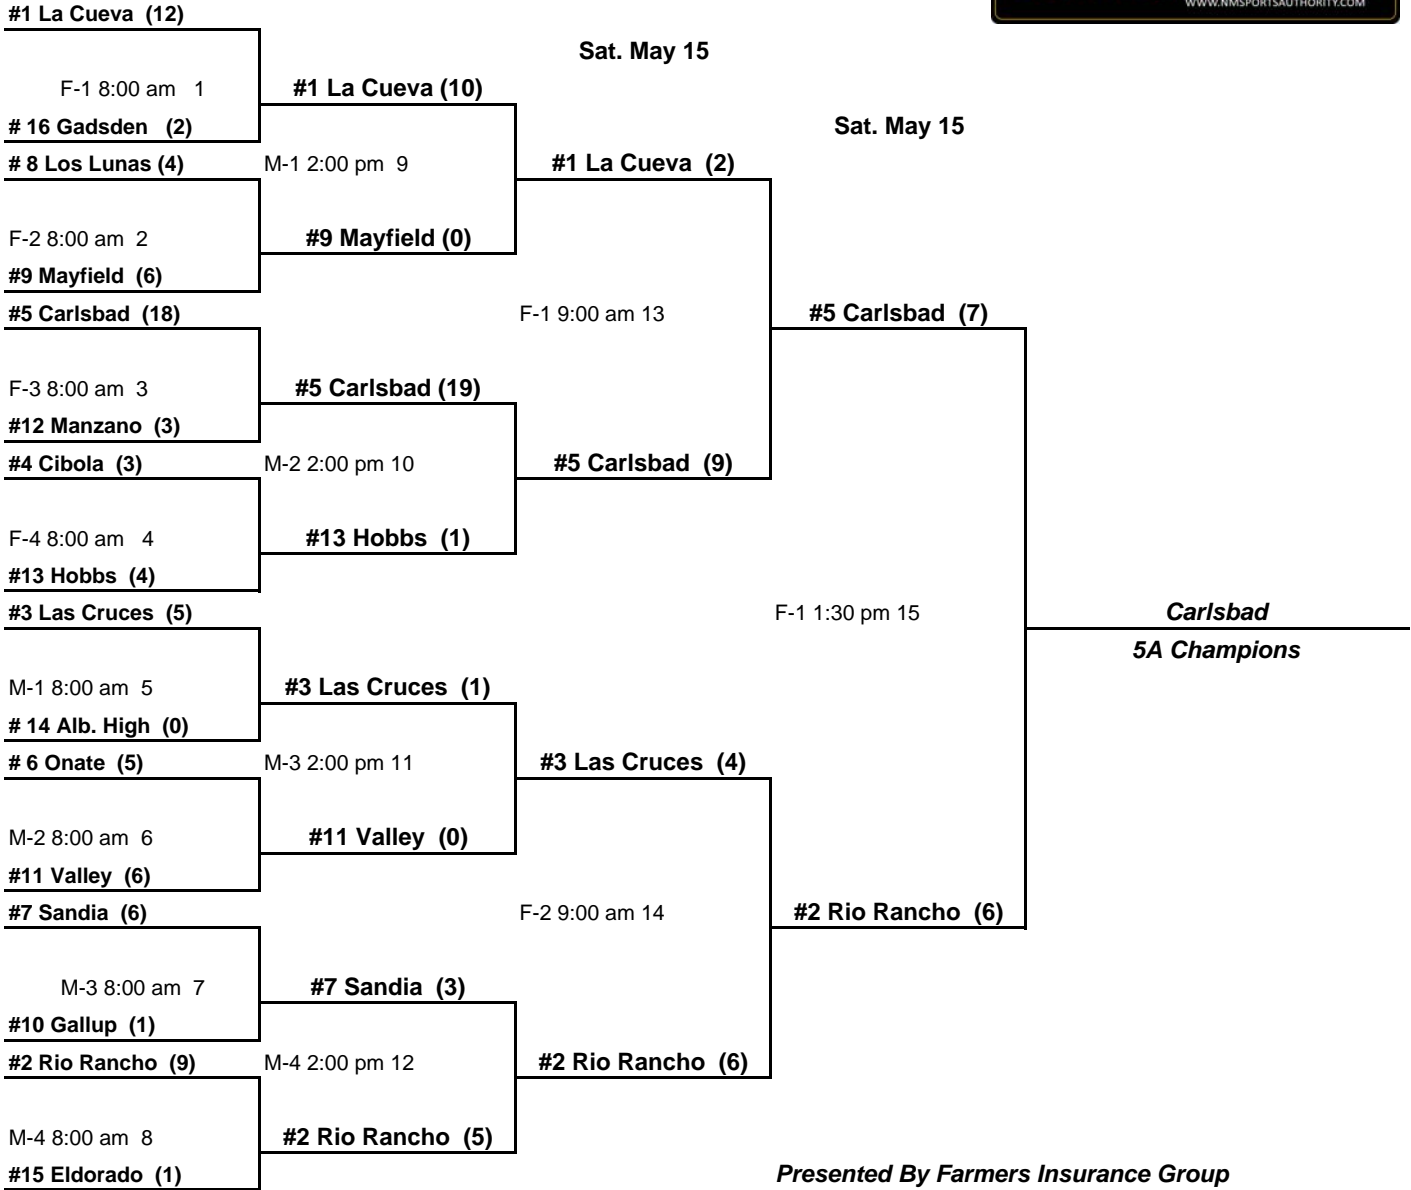 WWW.NMSPORTSAUTHORITY.COM
#1 La Cueva (12)
Sat. May 15
F-1 8:00 am 1
#1 La Cueva (10)
# 16 Gadsden (2)
Sat. May 15
# 8 Los Lunas (4)
M-1 2:00 pm 9
#1 La Cueva (2)
F-2 8:00 am 2
#9 Mayfield (0)
#9 Mayfield (6)
#5 Carlsbad (18)
F-1 9:00 am 13
#5 Carlsbad (7)
F-3 8:00 am 3
#5 Carlsbad (19)
#12 Manzano (3)
#4 Cibola (3)
M-2 2:00 pm 10
#5 Carlsbad (9)
F-4 8:00 am 4
#13 Hobbs (1)
#13 Hobbs (4)
#3 Las Cruces (5)
F-1 1:30 pm 15
Carlsbad
5A Champions
M-1 8:00 am 5
#3 Las Cruces (1)
# 14 Alb. High (0)
# 6 Onate (5)
M-3 2:00 pm 11
#3 Las Cruces (4)
M-2 8:00 am 6
#11 Valley (0)
#11 Valley (6)
#7 Sandia (6)
F-2 9:00 am 14
#2 Rio Rancho (6)
M-3 8:00 am 7
#7 Sandia (3)
#10 Gallup (1)
#2 Rio Rancho (9)
M-4 2:00 pm 12
#2 Rio Rancho (6)
M-4 8:00 am 8
#2 Rio Rancho (5)
#15 Eldorado (1)
Presented By Farmers Insurance Group